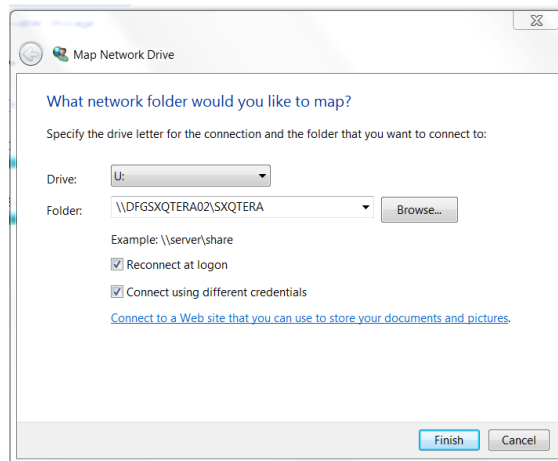 Map Network Drive
What network folder would you like to map?
Specify the drive letter for the connection and the folder that you want to connect to:
Drive: U:
Folder: \\DFGSXQTERA02\SXQTERA Browse...
Example: \\server\share
Reconnect at logon
Connect using different credentials
Connect to a Web site that you can use to store your documents and pictures.
Finish Cancel